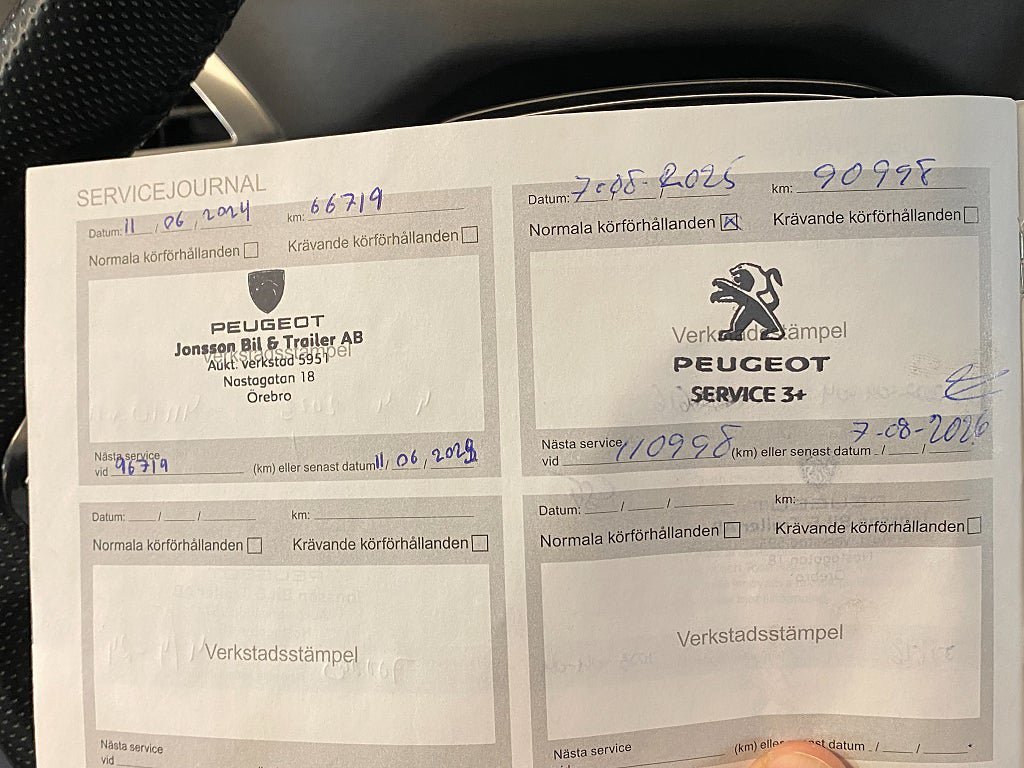 SERVICEJOURNAL
Datum: 11 / 06 , 2024 km: 66719
Normala körförhållanden Krävande körförhållanden
PEUGEOT
Jonsson Bil & Trailer AB
Verkstadsstämpel
Aukt. verkstad 5951
Nastagatan 18
Örebro
Nästa service
vid 96719 (km) eller senast datum 11/ 06 ,
Datum: 7-08-2025 km: 90998
Normala körförhållanden Krävande körförhållanden
Verkstadsstämpel
PEUGEOT
SERVICE 3+
Nästa service
vid 110998 (km) eller senast datum 7-08-2026
Datum: / / km:
Normala körförhållanden Krävande körförhållanden
Verkstadsstämpel
Nästa service
vid
Datum: / / km:
Normala körförhållanden Krävande körförhållanden
Verkstadsstämpel
Nästa service
(km) datum / /